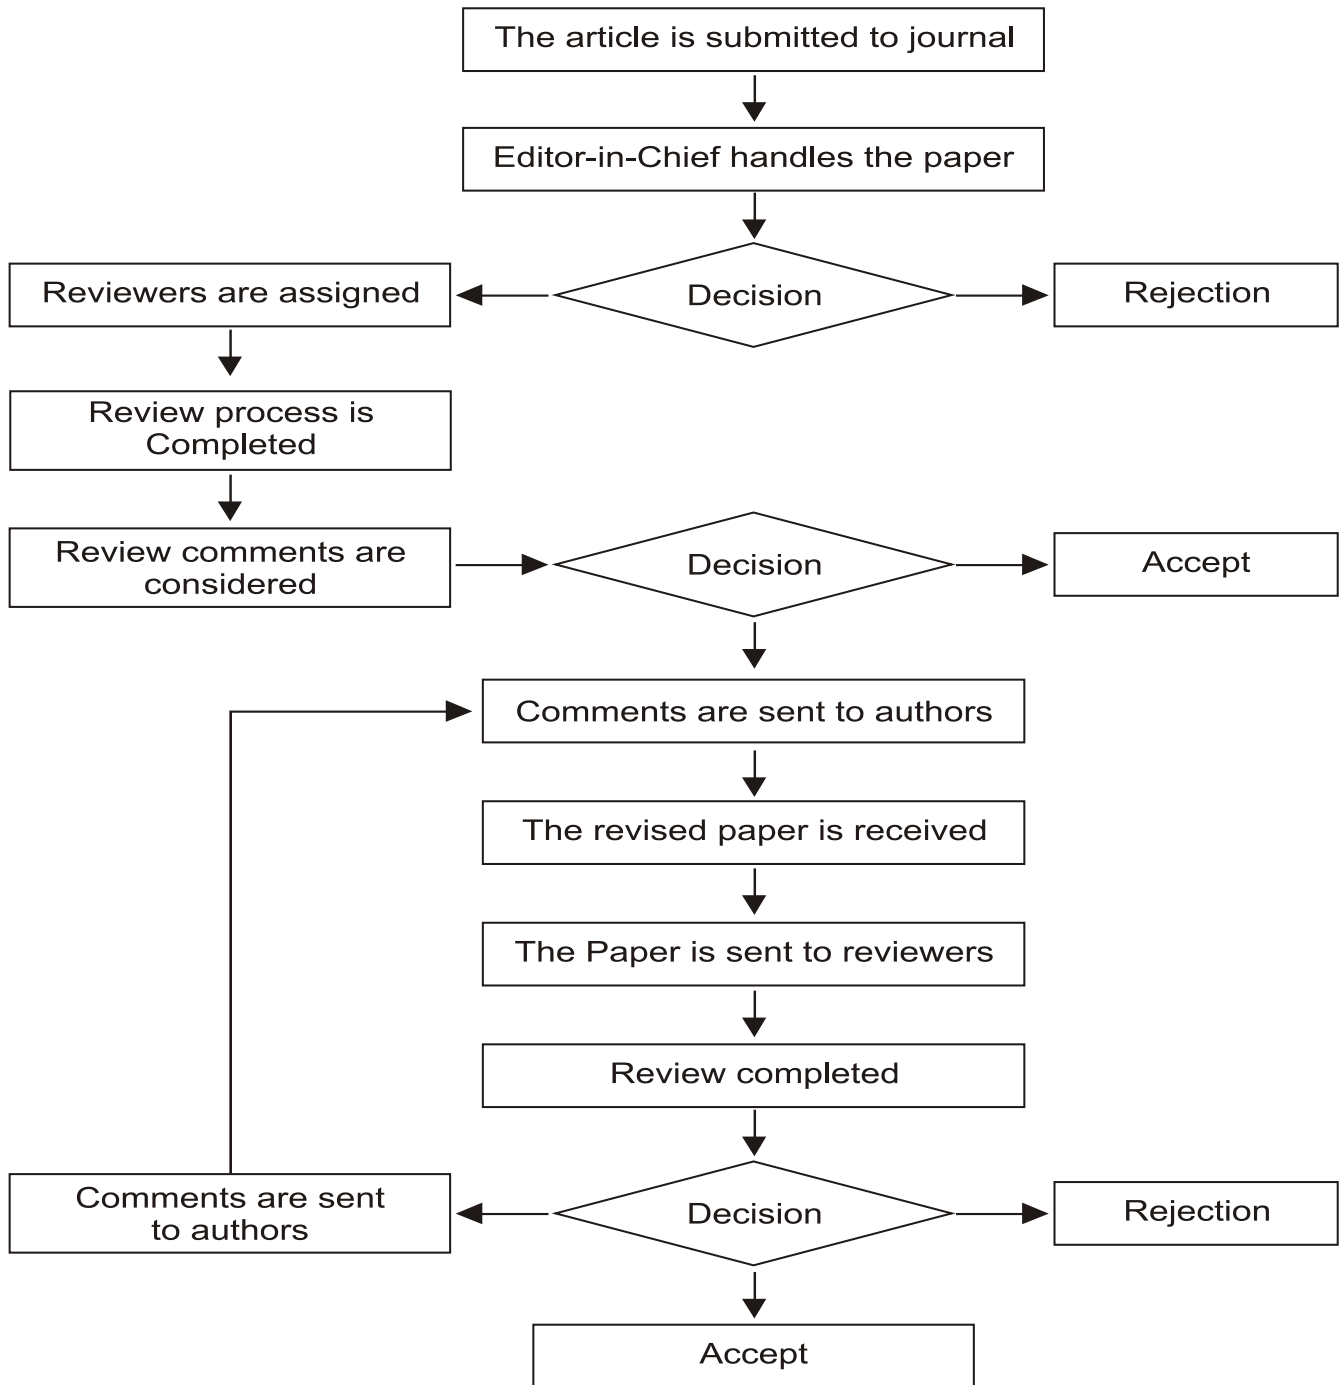 The article is submitted to journal
Editor-in-Chief handles the paper
Reviewers are assigned
Decision
Rejection
Review process is
Completed
Review comments are
considered
Decision
Accept
Comments are sent to authors
The revised paper is received
The Paper is sent to reviewers
Review completed
Comments are sent
to authors
Decision
Rejection
Accept